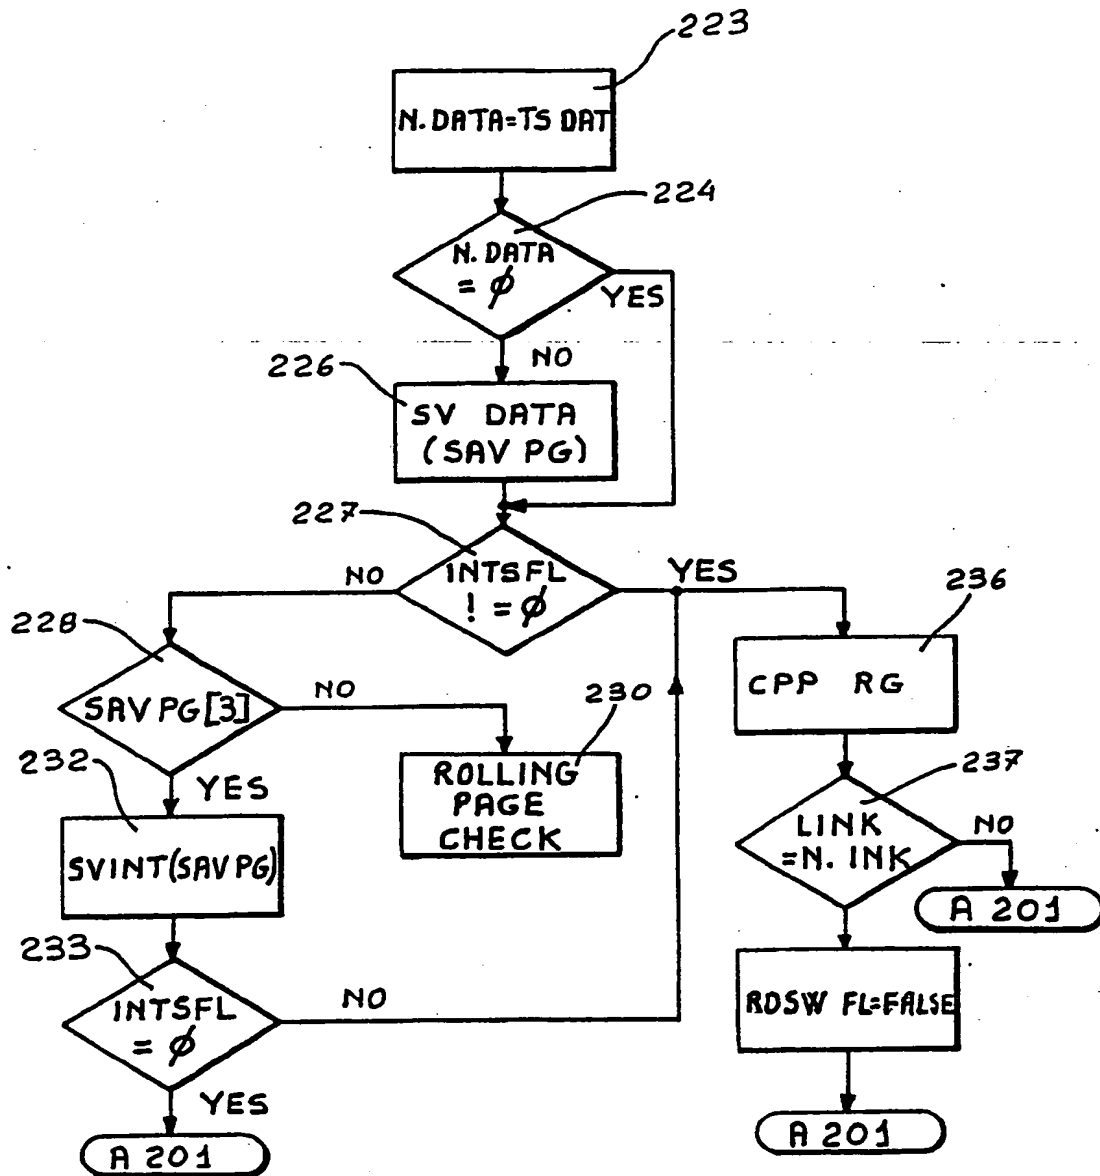 223
N. DATA=TS DAT
224
N. DATA
= φ
YES
NO
226
SV DATA
(SAV PG)
227
INTSFL
! = φ
NO
YES
228
SAV PG[3]
NO
230
ROLLING
PAGE
CHECK
236
CPP RG
237
LINK
=N. INK
NO
A 201
232
YES
SVINT(SAV PG)
233
INTSFL
= φ
NO
YES
A 201
RDSW FL=FALSE
A 201